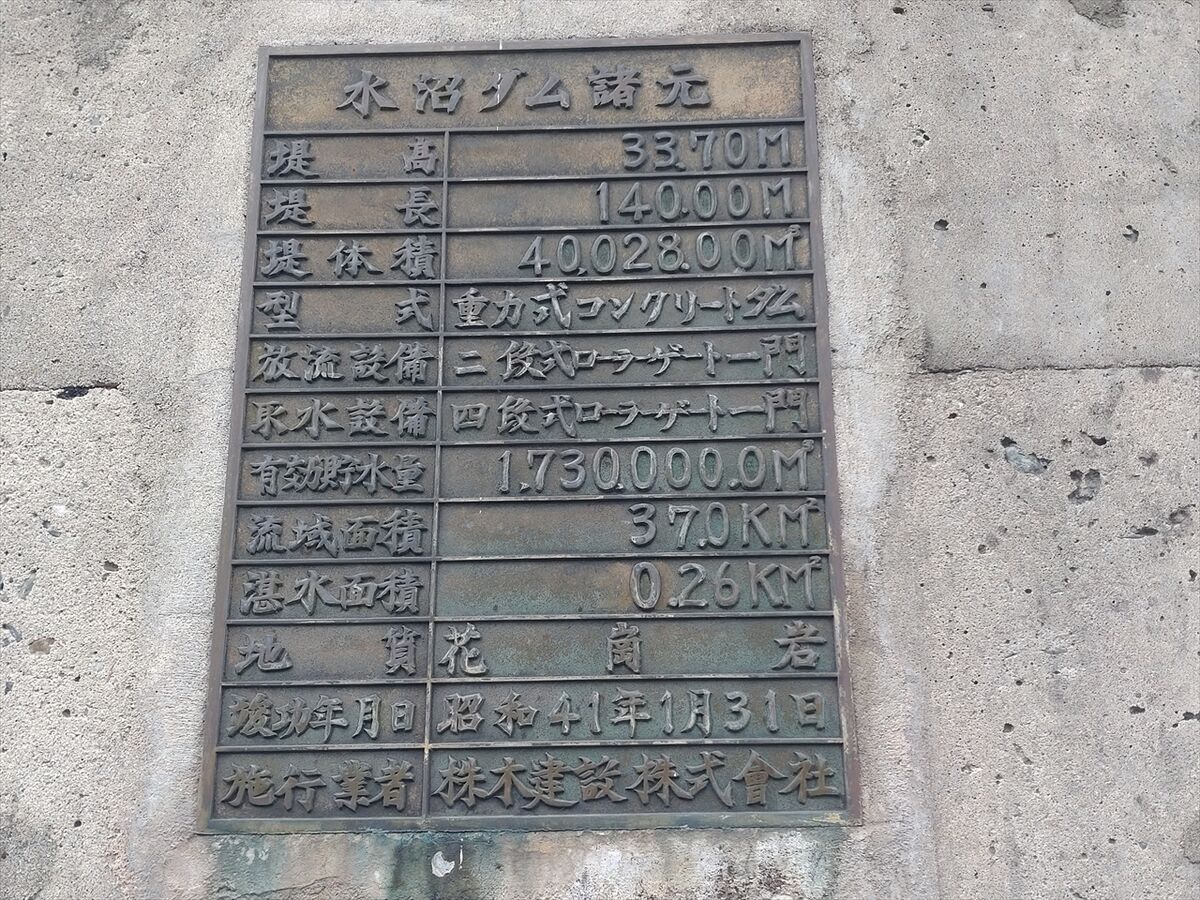 水沼ダム諸元
堤高 33.70M
堤長 140.00M
堤体積 40,028.00M³
型式 重力式コンクリートダム
放流設備 二段式ローラーゲート一門
取水設備 四段式ローラーゲート一門
有効貯水量 1,730,000.0M³
流域面積 37.0KM²
湛水面積 0.26KM²
地質 花崗岩
竣功年月日 昭和41年1月31日
施行業者 株木建設株式會社